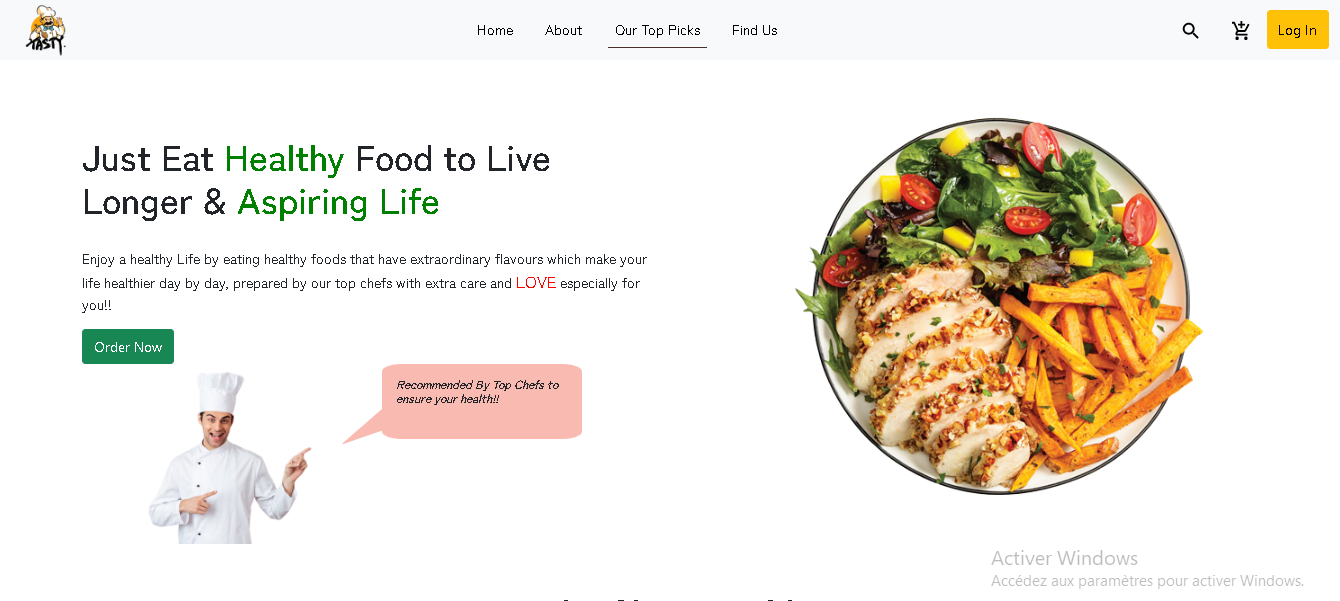 TASTY
Home
About
Our Top Picks
Find Us
Log In
Just Eat Healthy Food to Live
Longer & Aspiring Life
Enjoy a healthy Life by eating healthy foods that have extraordinary flavours which make your
life healthier day by day, prepared by our top chefs with extra care and LOVE especially for
you!!
Order Now
Recommended By Top Chefs to
ensure your health!!
Activer Windows
Accédez aux paramètres pour activer Windows.